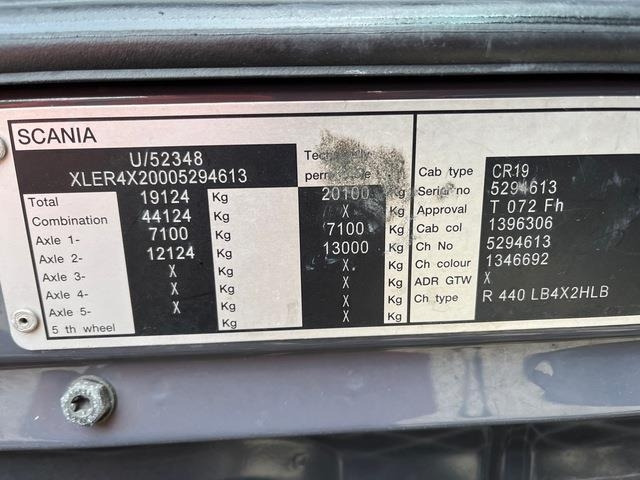 SCANIA
U/52348
XLER4X20005294613
Total 19124 Kg 20100 Kg
Combination 44124 Kg X Kg
Axle 1- 7100 Kg 7100 Kg
Axle 2- 12124 Kg 13000 Kg
Axle 3- X Kg X Kg
Axle 4- X Kg X Kg
Axle 5- X Kg X Kg
5 th wheel Kg X Kg
Cab type CR19
Serial no 5294613
Approval T 072 Fh
Cab col 1396306
Ch No 5294613
Ch colour 1346692
ADR GTW X
Ch type R 440 LB4X2HLB